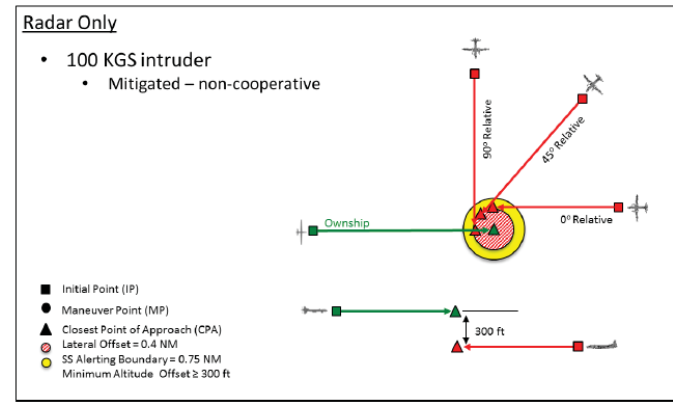 Radar Only
• 100 KGS intruder
• Mitigated – non-cooperative
90° Relative
45° Relative
0° Relative
Ownship
300 ft
Initial Point (IP)
Maneuver Point (MP)
Closest Point of Approach (CPA)
Lateral Offset = 0.4 NM
SS Alerting Boundary = 0.75 NM
Minimum Altitude Offset ≥ 300 ft